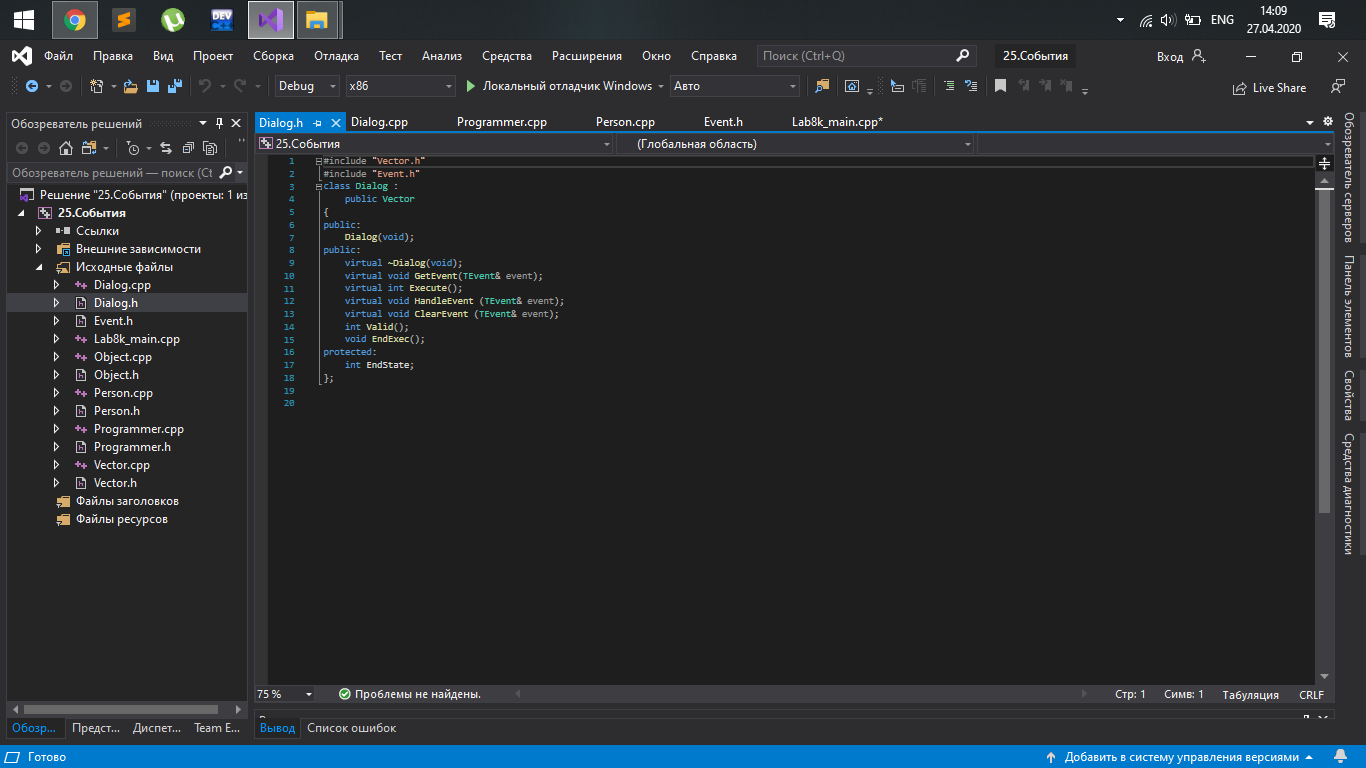 DEV
C++
ENG
14:09
27.04.2020
Файл Правка Вид Проект Сборка Отладка Тест Анализ Средства Расширения Окно Справка Поиск (Ctrl+Q) 25.События Вход
Debug x86 Локальный отладчик Windows Авто Live Share
Обозреватель решений
Обозреватель решений — поиск (Ct
Решение "25.События" (проекты: 1 из
25.События
Ссылки
Внешние зависимости
Исходные файлы
Dialog.cpp
Dialog.h
Event.h
Lab8k_main.cpp
Object.cpp
Object.h
Person.cpp
Person.h
Programmer.cpp
Programmer.h
Vector.cpp
Vector.h
Файлы заголовков
Файлы ресурсов
Обозр... Предст... Диспет... Team E...
Dialog.h Dialog.cpp Programmer.cpp Person.cpp Event.h Lab8k_main.cpp*
25.События (Глобальная область)
1 #include "Vector.h"
2 #include "Event.h"
3 class Dialog :
4 public Vector
5 {
6 public:
7 Dialog(void);
8 public:
9 virtual ~Dialog(void);
10 virtual void GetEvent(TEvent& event);
11 virtual int Execute();
12 virtual void HandleEvent (TEvent& event);
13 virtual void ClearEvent (TEvent& event);
14 int Valid();
15 void EndExec();
16 protected:
17 int EndState;
18 };
19
20
75 % Проблемы не найдены. Стр: 1 Симв: 1 Табуляция CRLF
Вывод Список ошибок
Обозреватель серверов
Панель элементов
Свойства
Средства диагностики
Готово Добавить в систему управления версиями